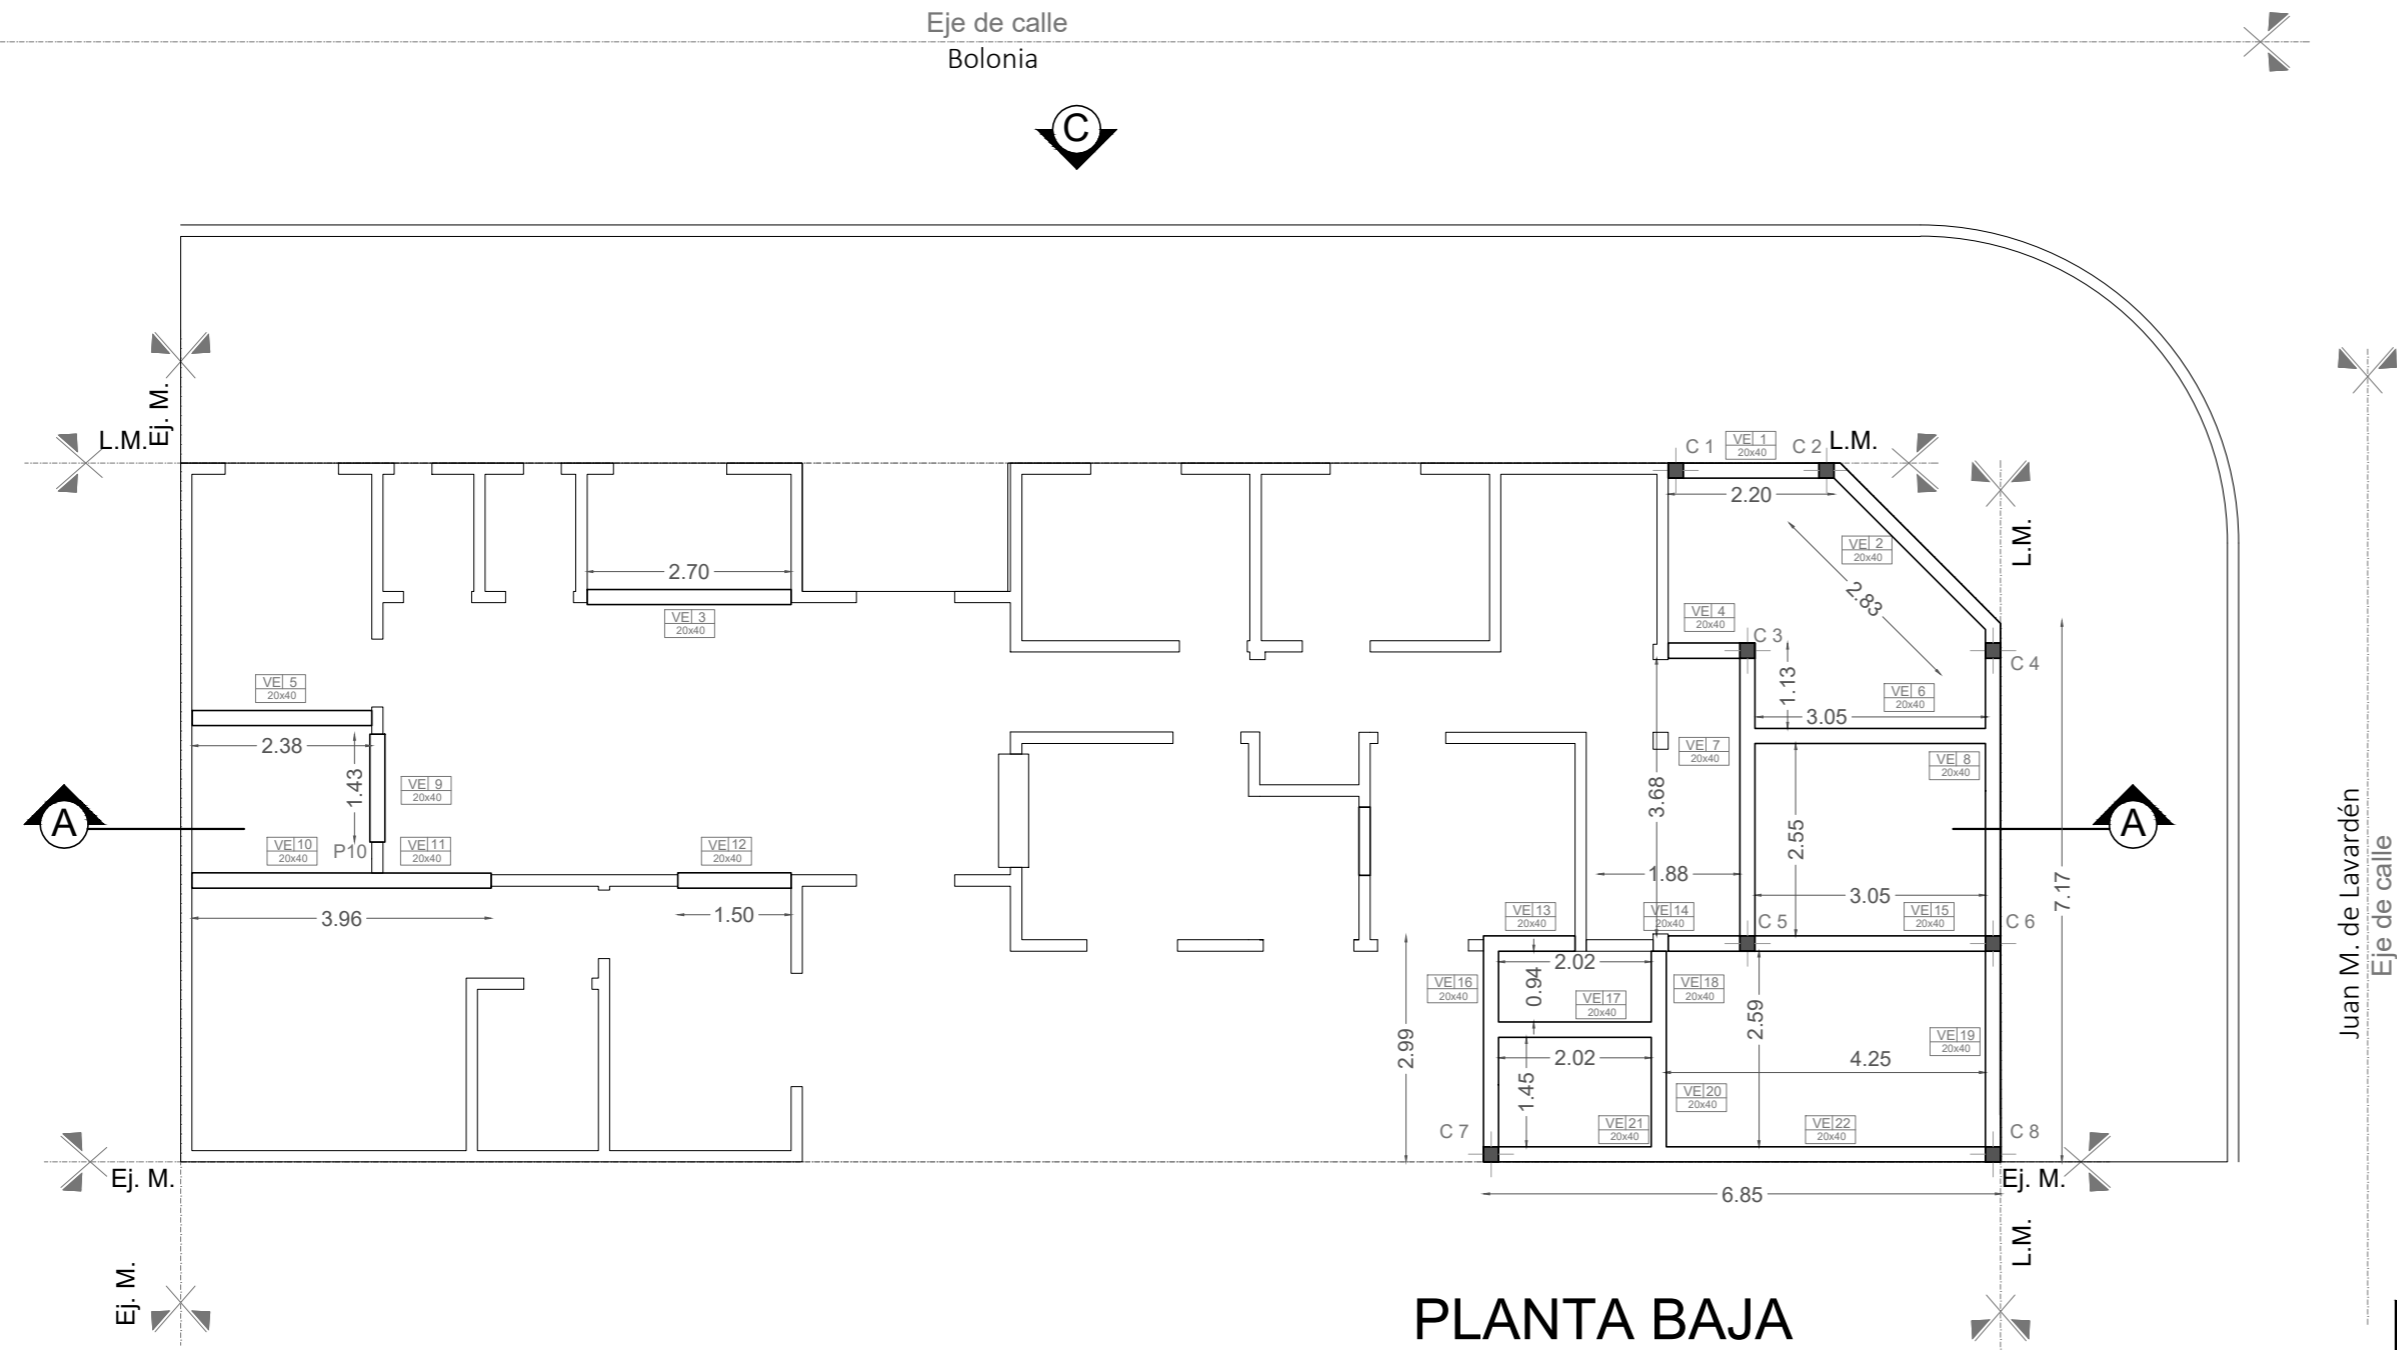 Eje de calle
Bolonia
C
Ej. M.
L.M.
C 1
VE 1
20x40
C 2
L.M.
2.20
L.M.
VE 2
20x40
2.83
2.70
VE 3
20x40
VE 4
20x40
C 3
C 4
1.13
VE 5
20x40
VE 6
20x40
3.05
2.38
1.43
VE 7
20x40
VE 8
20x40
VE 9
20x40
3.68
2.55
A
A
VE 10
20x40
P10
VE 11
20x40
VE 12
20x40
1.88
3.05
7.17
3.96
1.50
VE 13
20x40
VE 14
20x40
C 5
VE 15
20x40
C 6
Juan M. de Lavardén
Eje de calle
2.02
0.94
VE 16
20x40
VE 17
20x40
VE 18
20x40
2.99
2.59
VE 19
20x40
2.02
4.25
1.45
VE 20
20x40
VE 21
20x40
VE 22
20x40
C 7
C 8
Ej. M.
Ej. M.
6.85
L.M.
Ej. M.
PLANTA BAJA